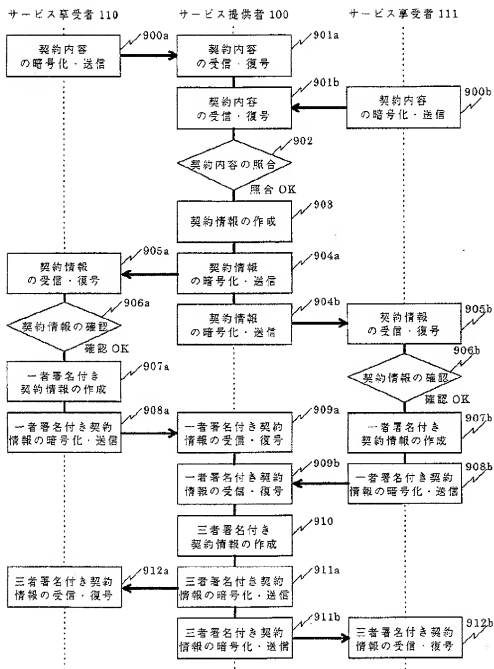 サービス享受者 110
サービス提供者 100
サービス享受者 111
900a
契約内容
の暗号化・送信
901a
契約内容
の受信・復号
901b
契約内容
の受信・復号
900b
契約内容
の暗号化・送信
902
契約内容の照合
照合 OK
903
契約情報の作成
905a
契約情報
の受信・復号
904a
契約情報
の暗号化・送信
904b
契約情報
の暗号化・送信
905b
契約情報
の受信・復号
906a
契約情報の確認
確認 OK
906b
契約情報の確認
確認 OK
907a
一者署名付き
契約情報の作成
907b
一者署名付き
契約情報の作成
908a
一者署名付き契約
情報の暗号化・送信
909a
一者署名付き契約
情報の受信・復号
909b
一者署名付き契約
情報の受信・復号
908b
一者署名付き契約
情報の暗号化・送信
910
三者署名付き
契約情報の作成
912a
三者署名付き契約
情報の受信・復号
911a
三者署名付き契約
情報の暗号化・送信
911b
三者署名付き契約
情報の暗号化・送信
912b
三者署名付き契約
情報の受信・復号